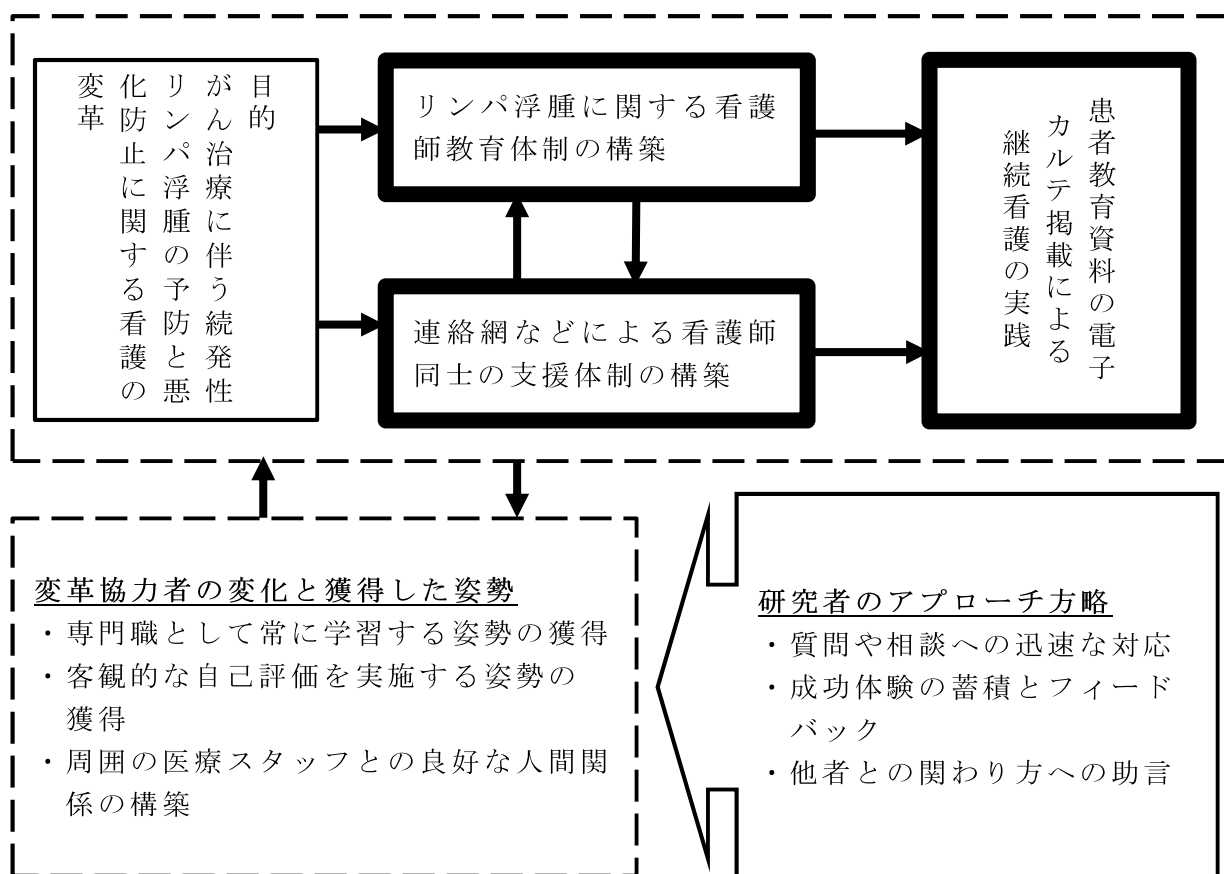 目的
がん治療に伴う続発性
リンパ浮腫の予防と悪
化防止に関する看護の
変革
リンパ浮腫に関する看護
師教育体制の構築
連絡網などによる看護師
同士の支援体制の構築
患者教育資料の電子
カルテ掲載による
継続看護の実践
変革協力者の変化と獲得した姿勢
・専門職として常に学習する姿勢の獲得
・客観的な自己評価を実施する姿勢の
獲得
・周囲の医療スタッフとの良好な人間関
係の構築
研究者のアプローチ方略
・質問や相談への迅速な対応
・成功体験の蓄積とフィード
バック
・他者との関わり方への助言